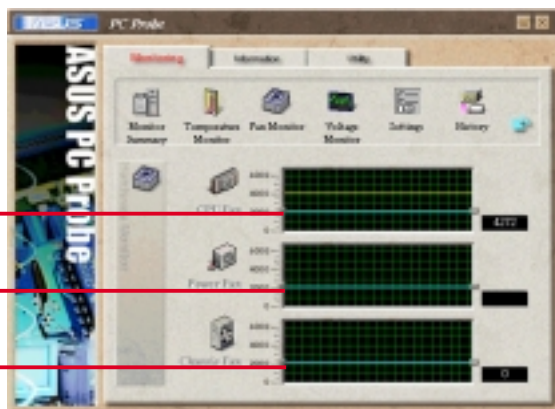 ASUS PC Probe
ASUS PC Probe
Monitoring Information Utility
Monitor Summary
Temperature Monitor
Fan Monitor
Voltage Monitor
Settings
History
CPU Fan
4272
Power Fan
Chassis Fan
0